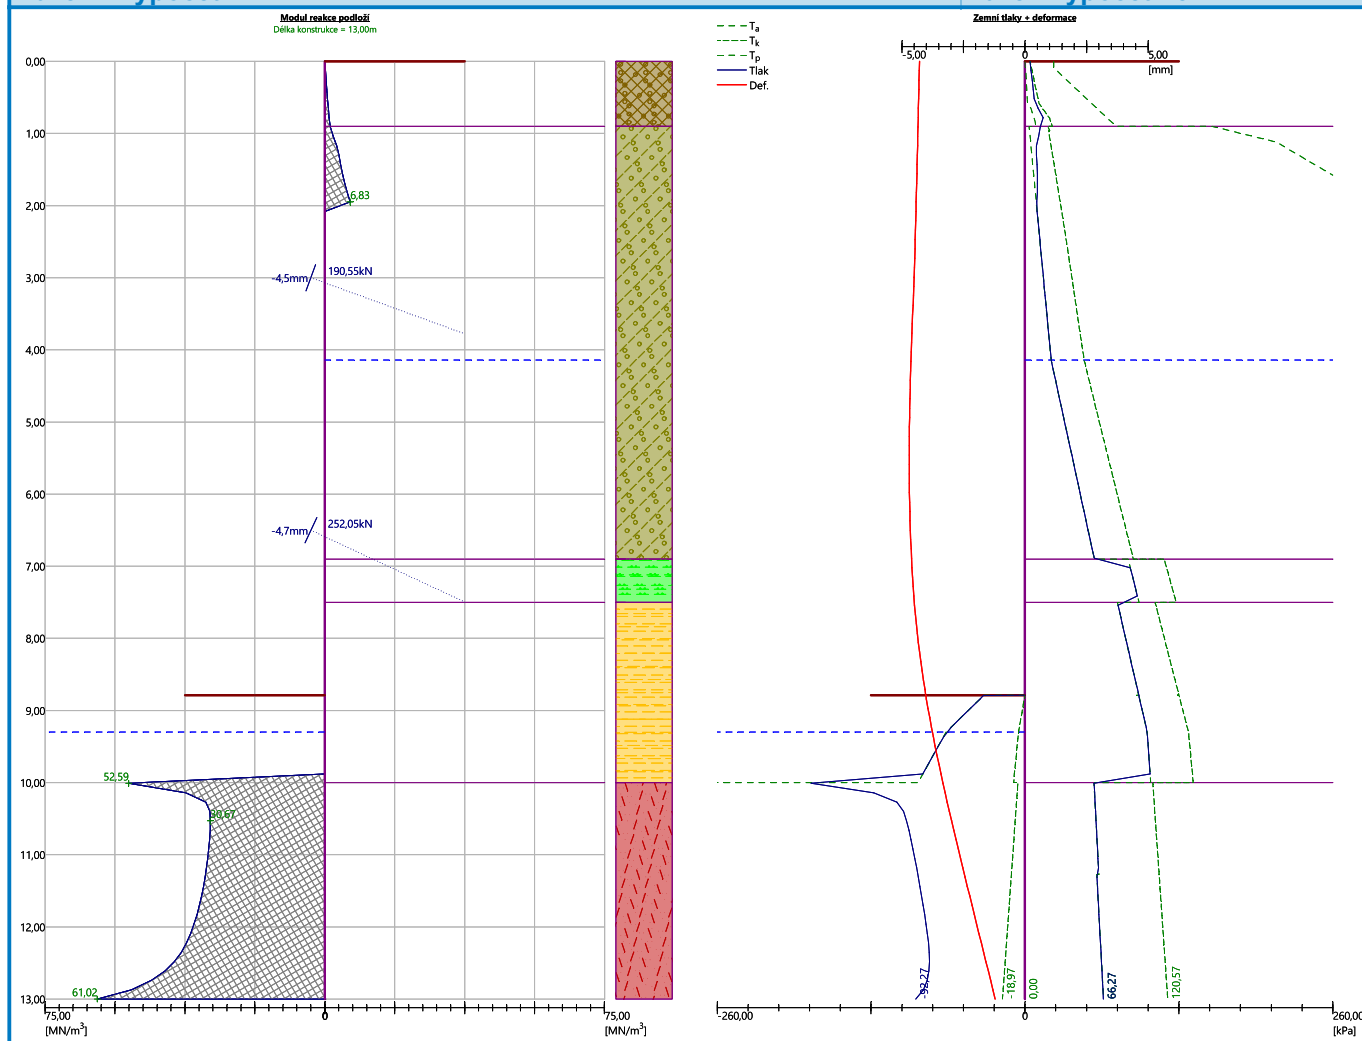 Modul reakce podloží
Délka konstrukce = 13,00m
0,00
1,00
2,00
3,00
4,00
5,00
6,00
7,00
8,00
9,00
10,00
11,00
12,00
13,00
6,83
-4,5mm
190,55kN
-4,7mm
252,05kN
52,59
30,67
61,02
75,00
0
75,00
[MN/m³]
[MN/m³]
Zemní tlaky + deformace
Tₐ
Tₖ
Tₚ
Tlak
Def.
-5,00
0
5,00
[mm]
-92,27
-18,97
0,00
66,27
120,57
-260,00
0
260,00
[kPa]